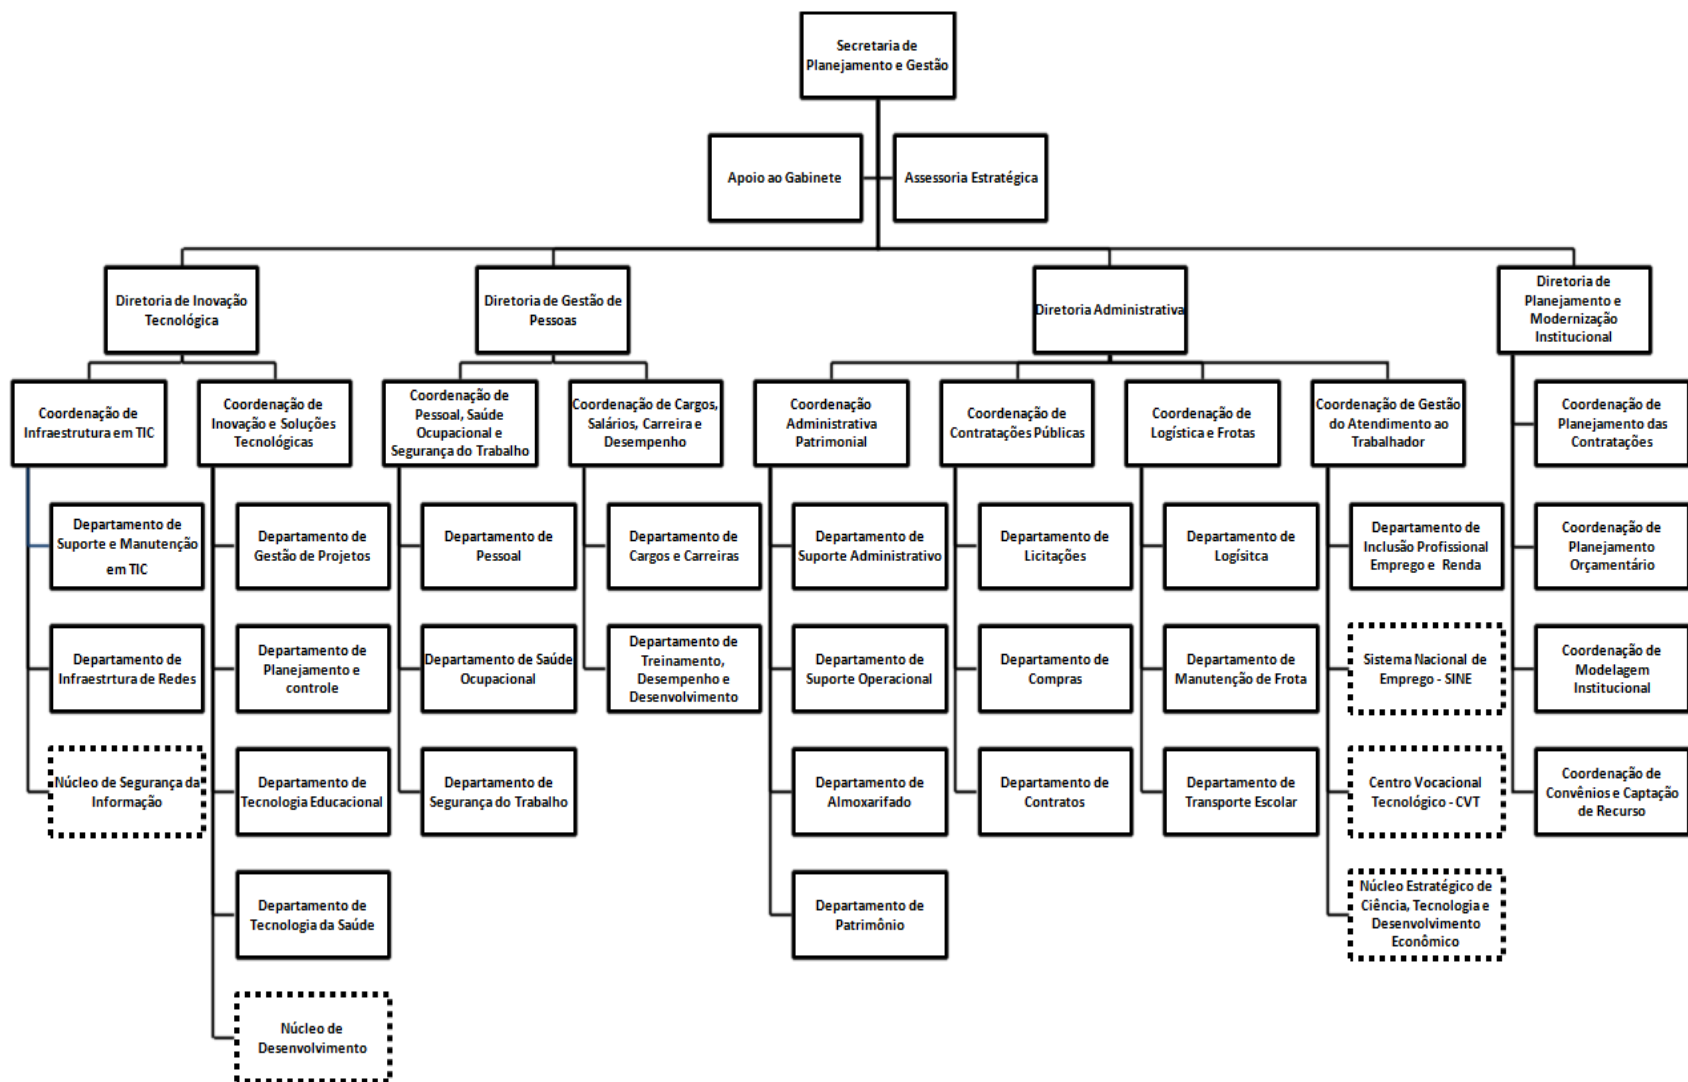 Secretaria de
Planejamento e Gestão
Apoio ao Gabinete
Assessoria Estratégica
Diretoria de Inovação
Tecnológica
Diretoria de Gestão de
Pessoas
Diretoria Administrativa
Diretoria de
Planejamento e
Modernização
Institucional
Coordenação de
Infraestrutura em TIC
Coordenação de
Inovação e Soluções
Tecnológicas
Coordenação de
Pessoal, Saúde
Ocupacional e
Segurança do Trabalho
Coordenação de Cargos,
Salários, Carreira e
Desempenho
Coordenação
Administrativa
Patrimonial
Coordenação de
Contratações Públicas
Coordenação de
Logística e Frotas
Coordenação de Gestão
do Atendimento ao
Trabalhador
Coordenação de
Planejamento das
Contratações
Departamento de
Suporte e Manutenção
em TIC
Departamento de
Gestão de Projetos
Departamento de
Pessoal
Departamento de
Cargos e Carreiras
Departamento de
Suporte Administrativo
Departamento de
Licitações
Departamento de
Logísitca
Departamento de
Inclusão Profissional
Emprego e Renda
Coordenação de
Planejamento
Orçamentário
Departamento de
Infraestrtura de Redes
Departamento de
Planejamento e
controle
Departamento de Saúde
Ocupacional
Departamento de
Treinamento,
Desempenho e
Desenvolvimento
Departamento de
Suporte Operacional
Departamento de
Compras
Departamento de
Manutenção de Frota
Sistema Nacional de
Emprego - SINE
Coordenação de
Modelagem
Institucional
Núcleo de Segurança da
Informação
Departamento de
Tecnologia Educacional
Departamento de
Segurança do Trabalho
Departamento de
Almoxarifado
Departamento de
Contratos
Departamento de
Transporte Escolar
Centro Vocacional
Tecnológico - CVT
Coordenação de
Convênios e Captação
de Recurso
Departamento de
Tecnologia da Saúde
Departamento de
Patrimônio
Núcleo Estratégico de
Ciência, Tecnologia e
Desenvolvimento
Econômico
Núcleo de
Desenvolvimento